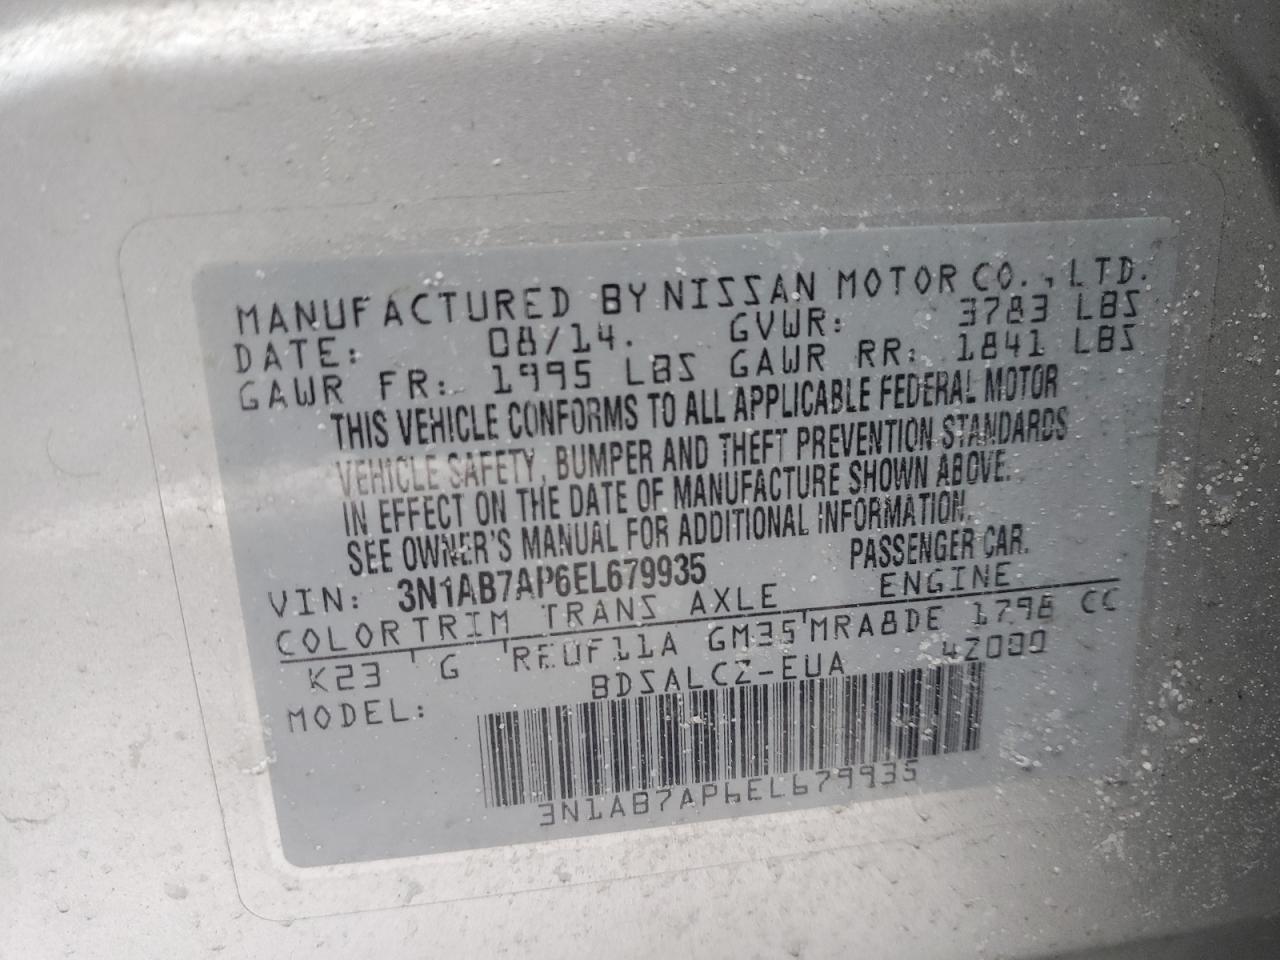 MANUFACTURED BY NISSAN MOTOR CO., LTD.
DATE: 08/14. GVWR: 3783 LBS
GAWR FR: 1995 LBS GAWR RR: 1841 LBS
THIS VEHICLE CONFORMS TO ALL APPLICABLE FEDERAL MOTOR
VEHICLE SAFETY, BUMPER AND THEFT PREVENTION STANDARDS
IN EFFECT ON THE DATE OF MANUFACTURE SHOWN ABOVE.
SEE OWNER'S MANUAL FOR ADDITIONAL INFORMATION.
VIN: 3N1AB7AP6EL679935 PASSENGER CAR.
COLOR TRIM TRANS AXLE ENGINE
K23 G RE0F11A GM35 MRA8DE 1798 CC
MODEL: BDSALCZ-EUA 42000
3N1AB7AP6EL679935